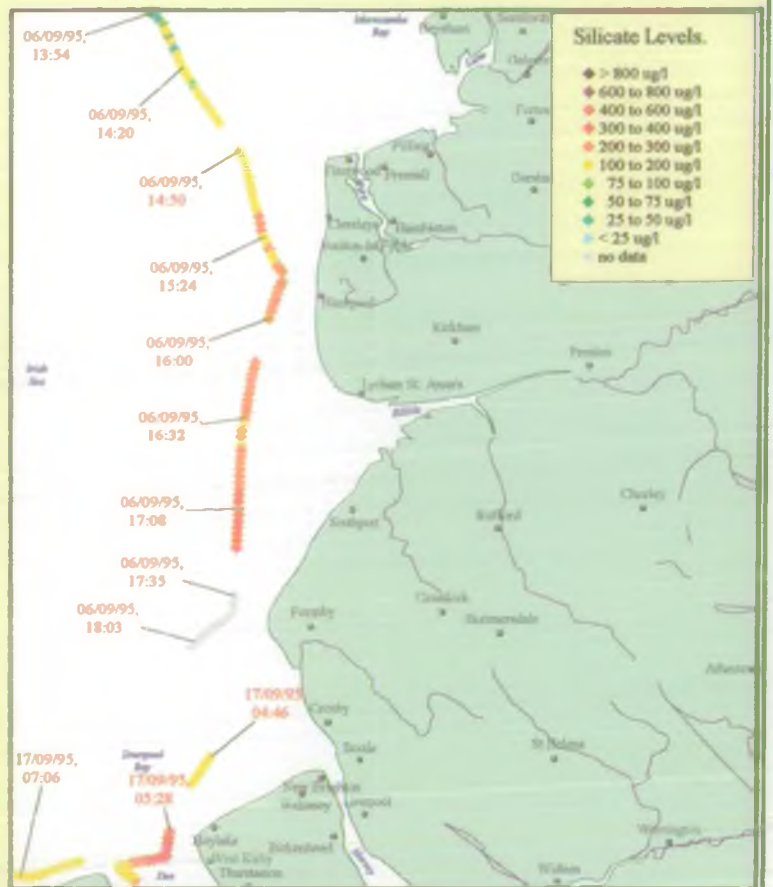 06/09/95,
13:54
06/09/95,
14:20
06/09/95,
14:50
06/09/95,
15:24
06/09/95,
16:00
06/09/95,
16:32
06/09/95,
17:08
06/09/95,
17:35
06/09/95,
18:03
17/09/95
04:46
17/09/95,
07:06
17/09/95,
05:28
Silicate Levels.
> 800 ug/l
600 to 800 ug/l
400 to 600 ug/l
300 to 400 ug/l
200 to 300 ug/l
100 to 200 ug/l
75 to 100 ug/l
50 to 75 ug/l
25 to 50 ug/l
< 25 ug/l
no data
Morecambe
Bay
Heysham
Lune
Pilling
Fleetwood
Preesall
Hambleton
Blackpool
Kirkham
Preston
Irish
Sea
Lytham St. Anne's
Ribble
Chorley
Southport
Rufford
Ormskirk
Skelmersdale
Formby
Crosby
Bootle
St Helens
Liverpool
Bay
New Brighton
Wallasey
Liverpool
Hoylake
Birkenhead
West Kirby
Thurstaston
Mersey
Warrington
Widnes
Dee